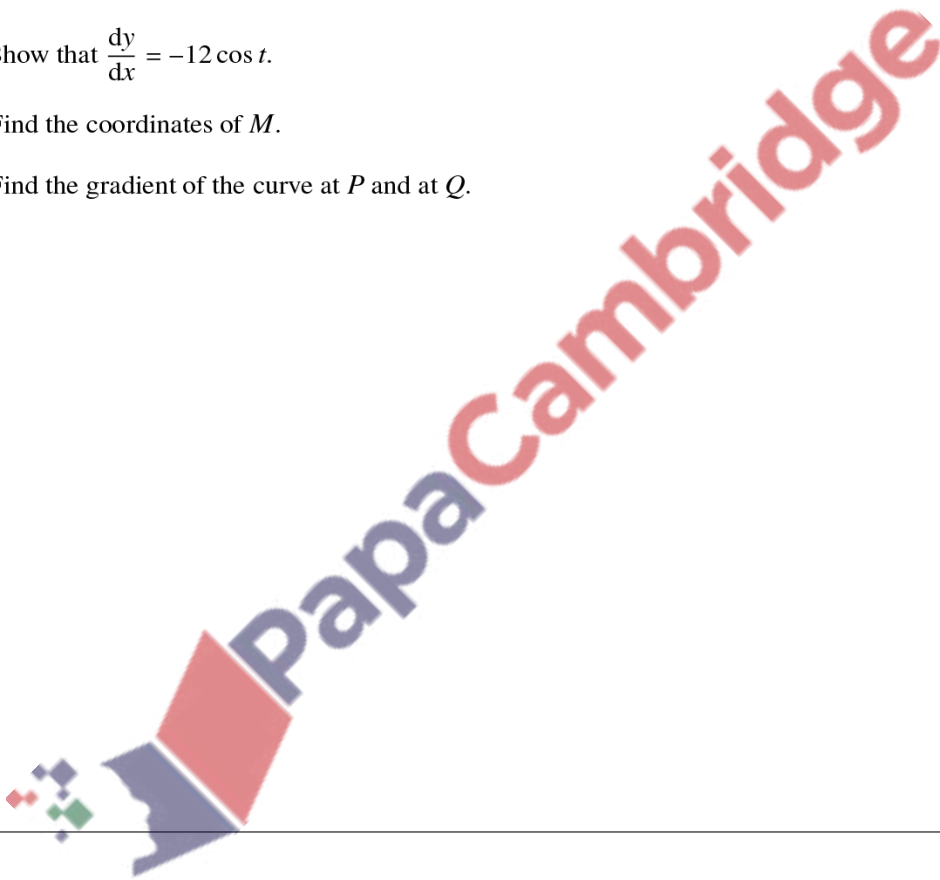 how that dy/dx = −12 cos t.
ind the coordinates of M.
ind the gradient of the curve at P and at Q.
PapaCambridge